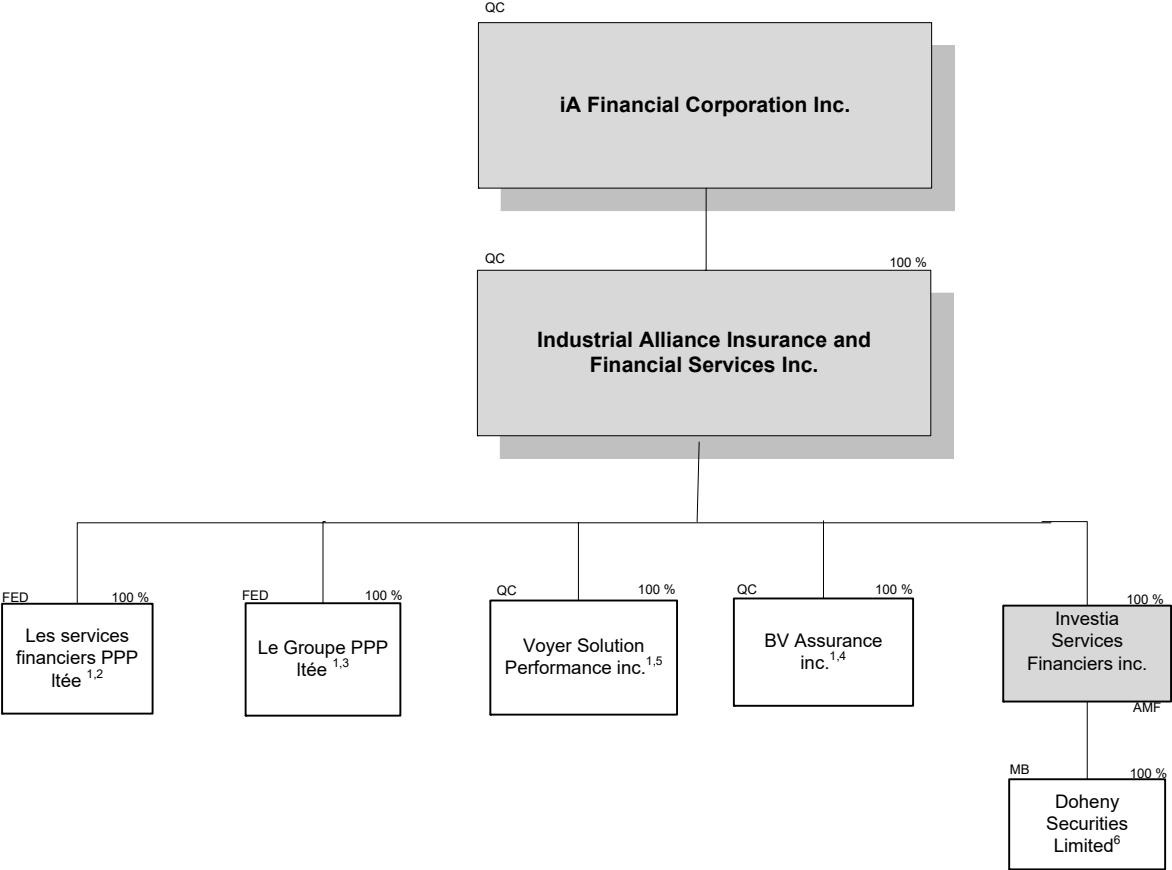 QC
iA Financial Corporation Inc.
QC
100 %
Industrial Alliance Insurance and
Financial Services Inc.
FED
100 %
Les services
financiers PPP
ltée 1,2
FED
100 %
Le Groupe PPP
ltée 1,3
QC
100 %
Voyer Solution
Performance inc.1,5
QC
100 %
BV Assurance
inc.1,4
100 %
Investia
Services
Financiers inc.
AMF
MB
100 %
Doheny
Securities
Limited6